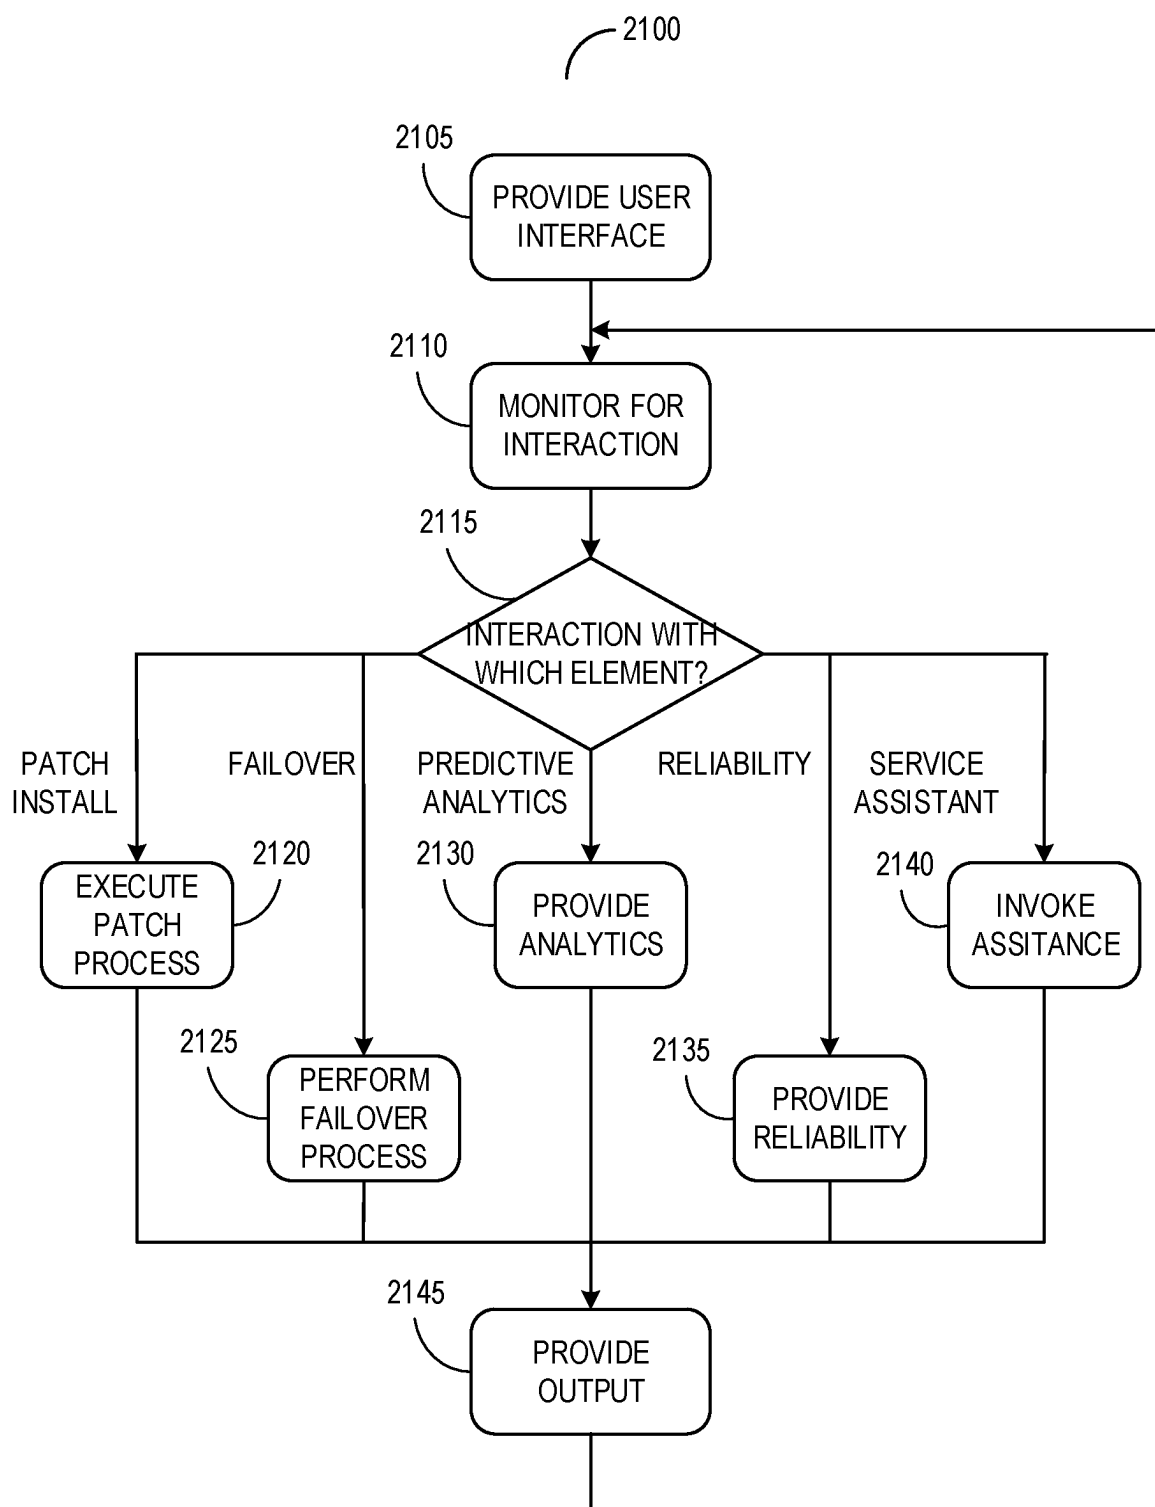 2100
2105
PROVIDE USER
INTERFACE
2110
MONITOR FOR
INTERACTION
2115
INTERACTION WITH
WHICH ELEMENT?
PATCH
INSTALL
FAILOVER
PREDICTIVE
ANALYTICS
RELIABILITY
SERVICE
ASSISTANT
2120
EXECUTE
PATCH
PROCESS
2130
PROVIDE
ANALYTICS
2140
INVOKE
ASSITANCE
2125
PERFORM
FAILOVER
PROCESS
2135
PROVIDE
RELIABILITY
2145
PROVIDE
OUTPUT